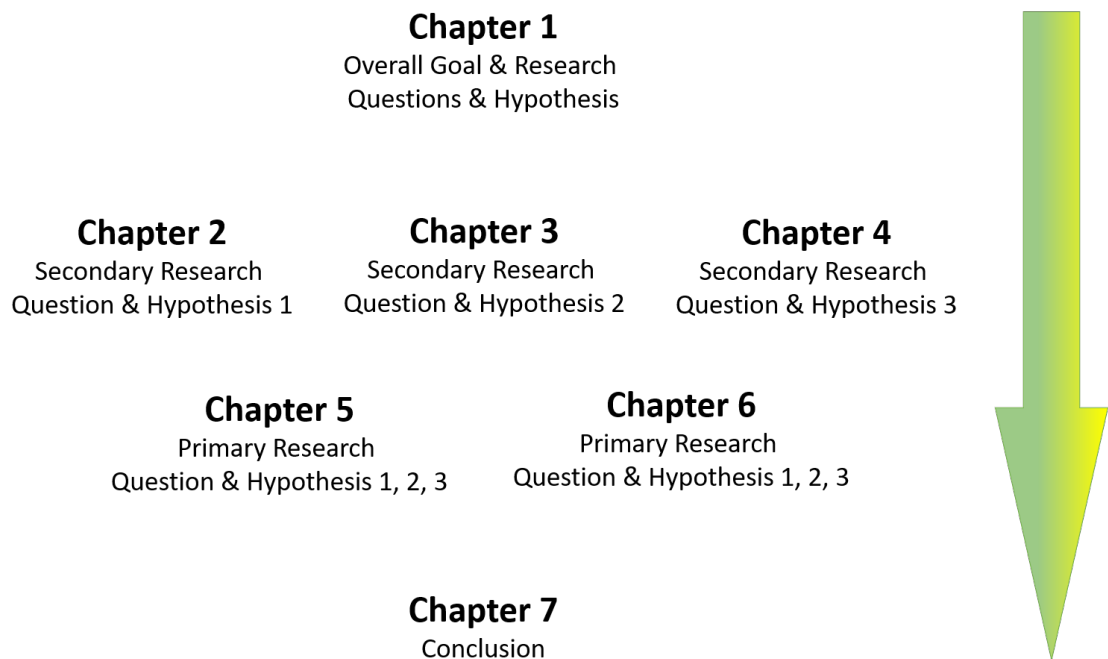 Chapter 1
Overall Goal & Research
Questions & Hypothesis
Chapter 2
Secondary Research
Question & Hypothesis 1
Chapter 3
Secondary Research
Question & Hypothesis 2
Chapter 4
Secondary Research
Question & Hypothesis 3
Chapter 5
Primary Research
Question & Hypothesis 1, 2, 3
Chapter 6
Primary Research
Question & Hypothesis 1, 2, 3
Chapter 7
Conclusion